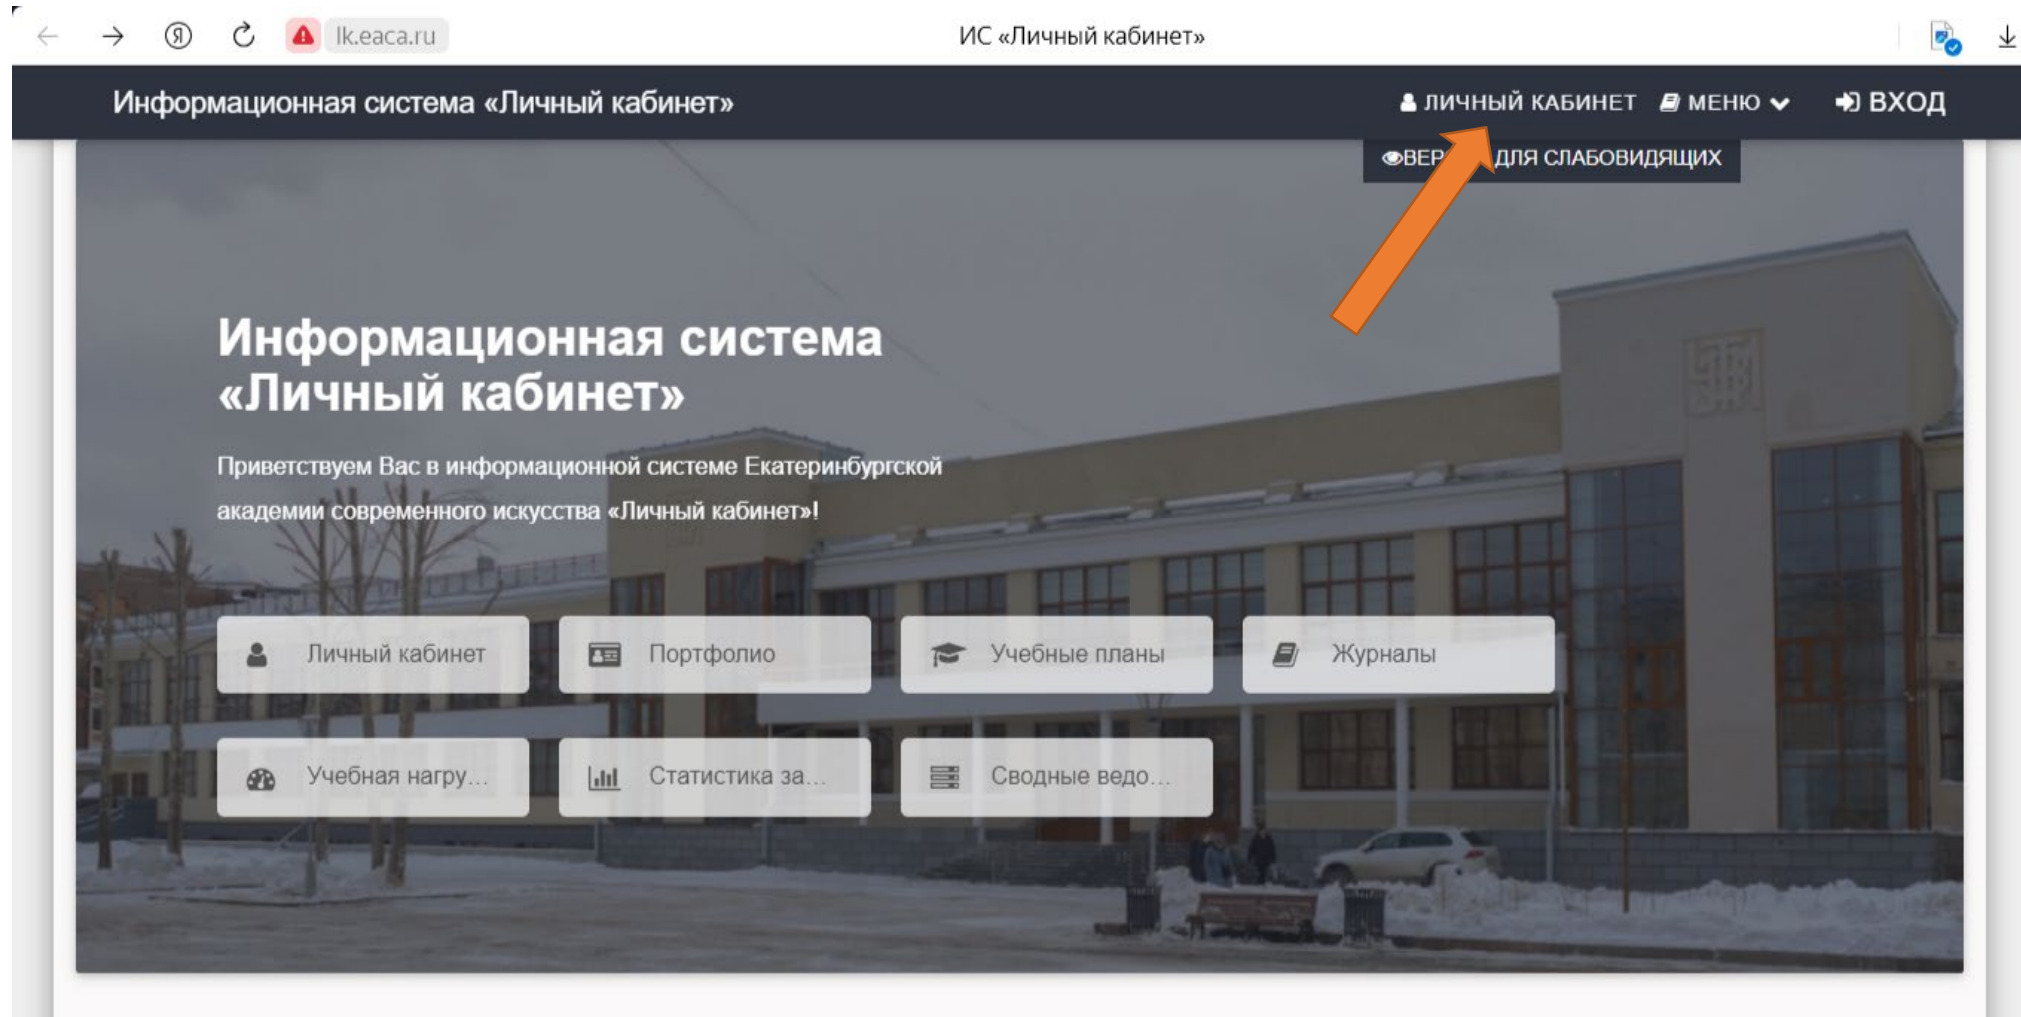 lk.eaca.ru
ИС «Личный кабинет»
Информационная система «Личный кабинет»
ЛИЧНЫЙ КАБИНЕТ
МЕНЮ
ВХОД
ВЕР ДЛЯ СЛАБОВИДЯЩИХ
Информационная система
«Личный кабинет»
Приветствуем Вас в информационной системе Екатеринбургской
академии современного искусства «Личный кабинет»!
Личный кабинет
Портфолио
Учебные планы
Журналы
Учебная нагру...
Статистика за...
Сводные ведо...